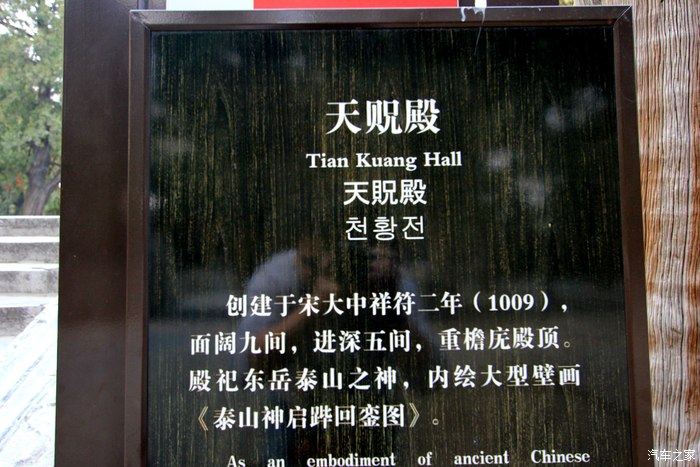 天贶殿
Tian Kuang Hall
天貺殿
천황전
创建于宋大中祥符二年（1009），
面阔九间，进深五间，重檐庑殿顶。
殿祀东岳泰山之神，内绘大型壁画
《泰山神启跸回銮图》。
As an embodiment of ancient Chinese
汽车之家